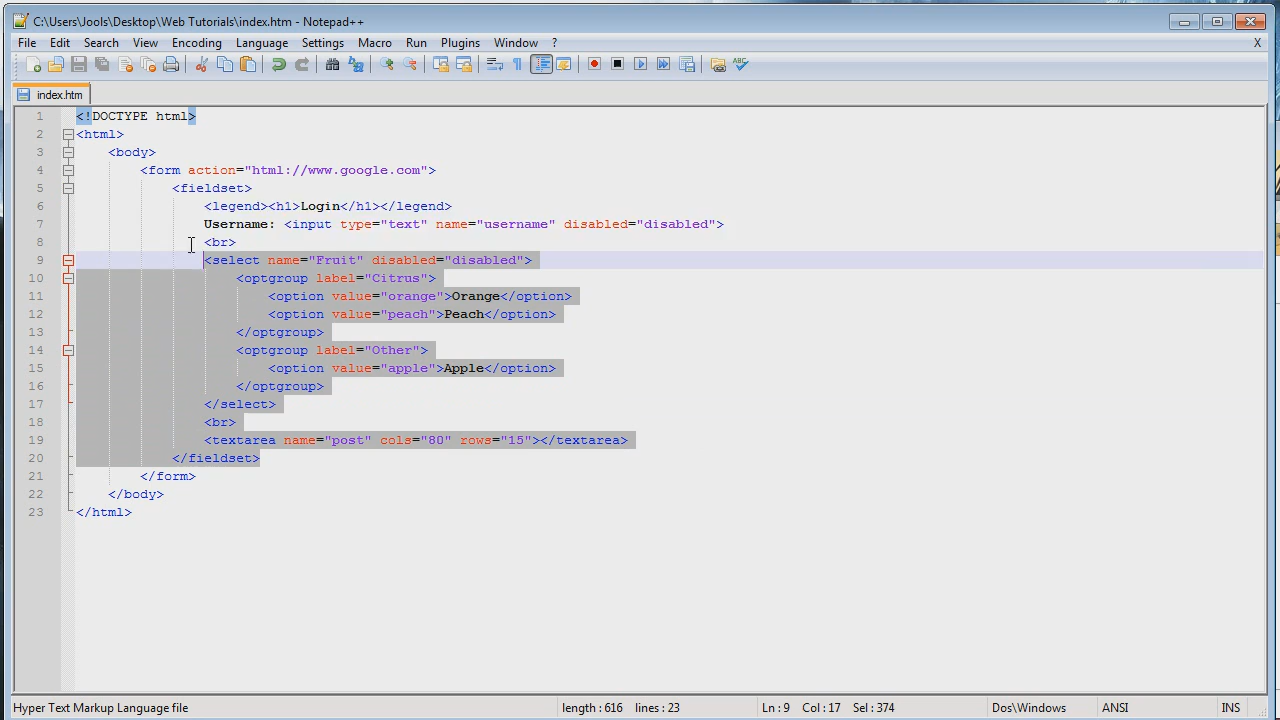 C:\Users\Jools\Desktop\Web Tutorials\index.htm - Notepad++
File Edit Search View Encoding Language Settings Macro Run Plugins Window ? X
index.htm
1 <!DOCTYPE html>
2 <html>
3 <body>
4 <form action="html://www.google.com">
5 <fieldset>
6 <legend><h1>Login</h1></legend>
7 Username: <input type="text" name="username" disabled="disabled">
8 <br>
9 <select name="Fruit" disabled="disabled">
10 <optgroup label="Citrus">
11 <option value="orange">Orange</option>
12 <option value="peach">Peach</option>
13 </optgroup>
14 <optgroup label="Other">
15 <option value="apple">Apple</option>
16 </optgroup>
17 </select>
18 <br>
19 <textarea name="post" cols="80" rows="15"></textarea>
20 </fieldset>
21 </form>
22 </body>
23 </html>
Hyper Text Markup Language file length : 616 lines : 23 Ln : 9 Col : 17 Sel : 374 Dos\Windows ANSI INS